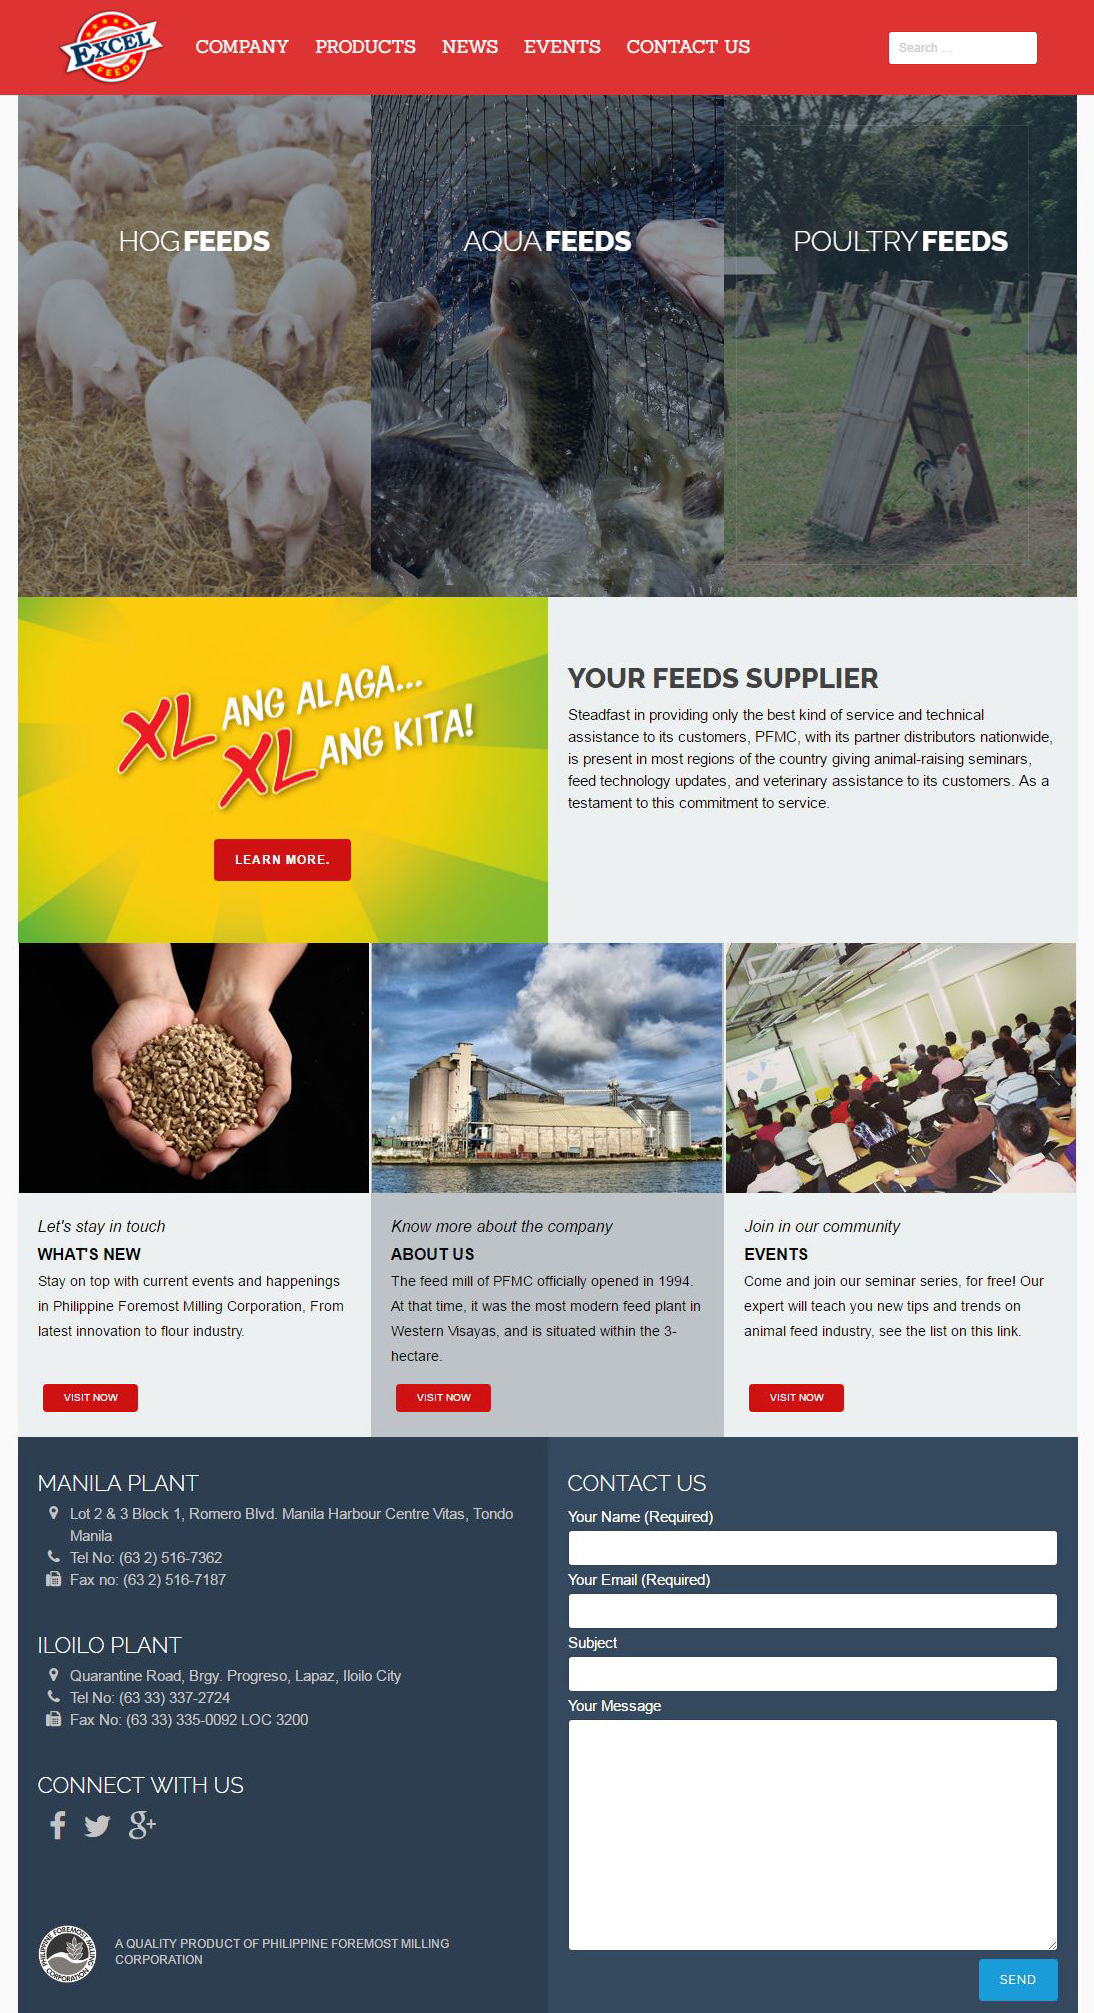 EXCEL
FEEDS
COMPANY PRODUCTS NEWS EVENTS CONTACT US
Search ...
HOG FEEDS
AQUA FEEDS
POULTRY FEEDS
XL ANG ALAGA...
XL ANG KITA!
LEARN MORE.
YOUR FEEDS SUPPLIER
Steadfast in providing only the best kind of service and technical
assistance to its customers, PFMC, with its partner distributors nationwide,
is present in most regions of the country giving animal-raising seminars,
feed technology updates, and veterinary assistance to its customers. As a
testament to this commitment to service.
Let's stay in touch
WHAT'S NEW
Stay on top with current events and happenings
in Philippine Foremost Milling Corporation, From
latest innovation to flour industry.
VISIT NOW
Know more about the company
ABOUT US
The feed mill of PFMC officially opened in 1994.
At that time, it was the most modern feed plant in
Western Visayas, and is situated within the 3-
hectare.
VISIT NOW
Join in our community
EVENTS
Come and join our seminar series, for free! Our
expert will teach you new tips and trends on
animal feed industry, see the list on this link.
VISIT NOW
MANILA PLANT
Lot 2 & 3 Block 1, Romero Blvd. Manila Harbour Centre Vitas, Tondo
Manila
Tel No: (63 2) 516-7362
Fax no: (63 2) 516-7187
ILOILO PLANT
Quarantine Road, Brgy. Progreso, Lapaz, Iloilo City
Tel No: (63 33) 337-2724
Fax No: (63 33) 335-0092 LOC 3200
CONNECT WITH US
PHILIPPINE FOREMOST MILLING CORPORATION
A QUALITY PRODUCT OF PHILIPPINE FOREMOST MILLING
CORPORATION
CONTACT US
Your Name (Required)
Your Email (Required)
Subject
Your Message
SEND